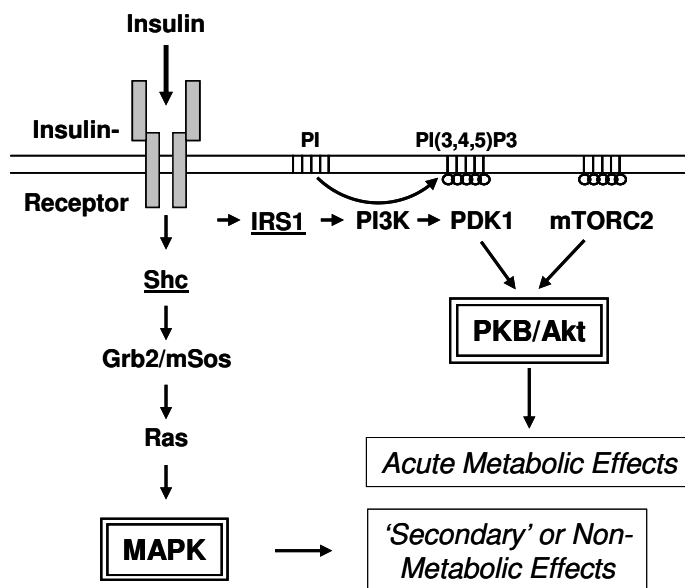 Insulin
Insulin-
Receptor
PI
PI(3,4,5)P3
IRS1
PI3K
PDK1
mTORC2
Shc
Grb2/mSos
Ras
MAPK
PKB/Akt
Acute Metabolic Effects
‘Secondary’ or Non-
Metabolic Effects